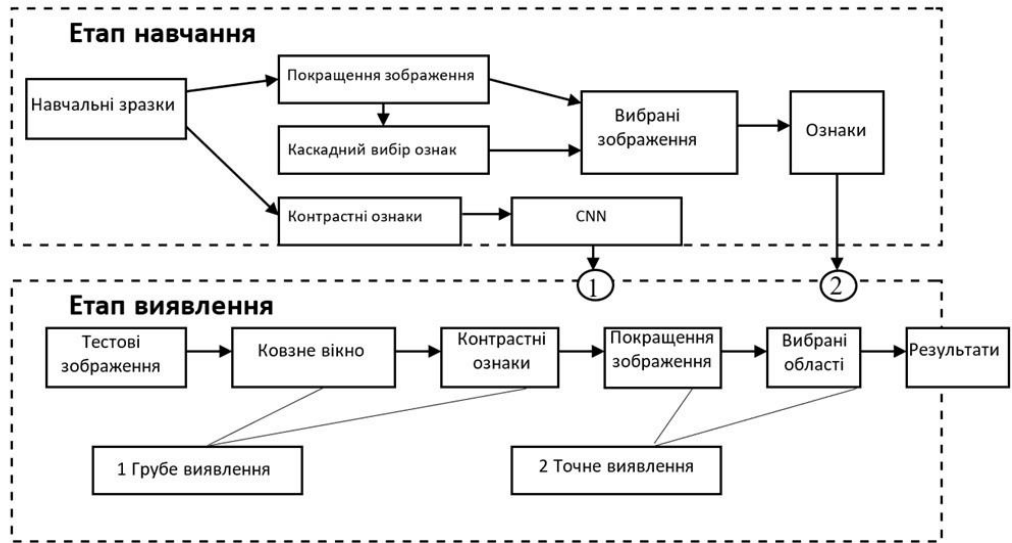 Етап навчання
Навчальні зразки
Покращення зображення
Каскадний вибір ознак
Контрастні ознаки
CNN
Вибрані
зображення
Ознаки
1
2
Етап виявлення
Тестові
зображення
Ковзне вікно
Контрастні
ознаки
Покращення
зображення
Вибрані
області
Результати
1 Грубе виявлення
2 Точне виявлення